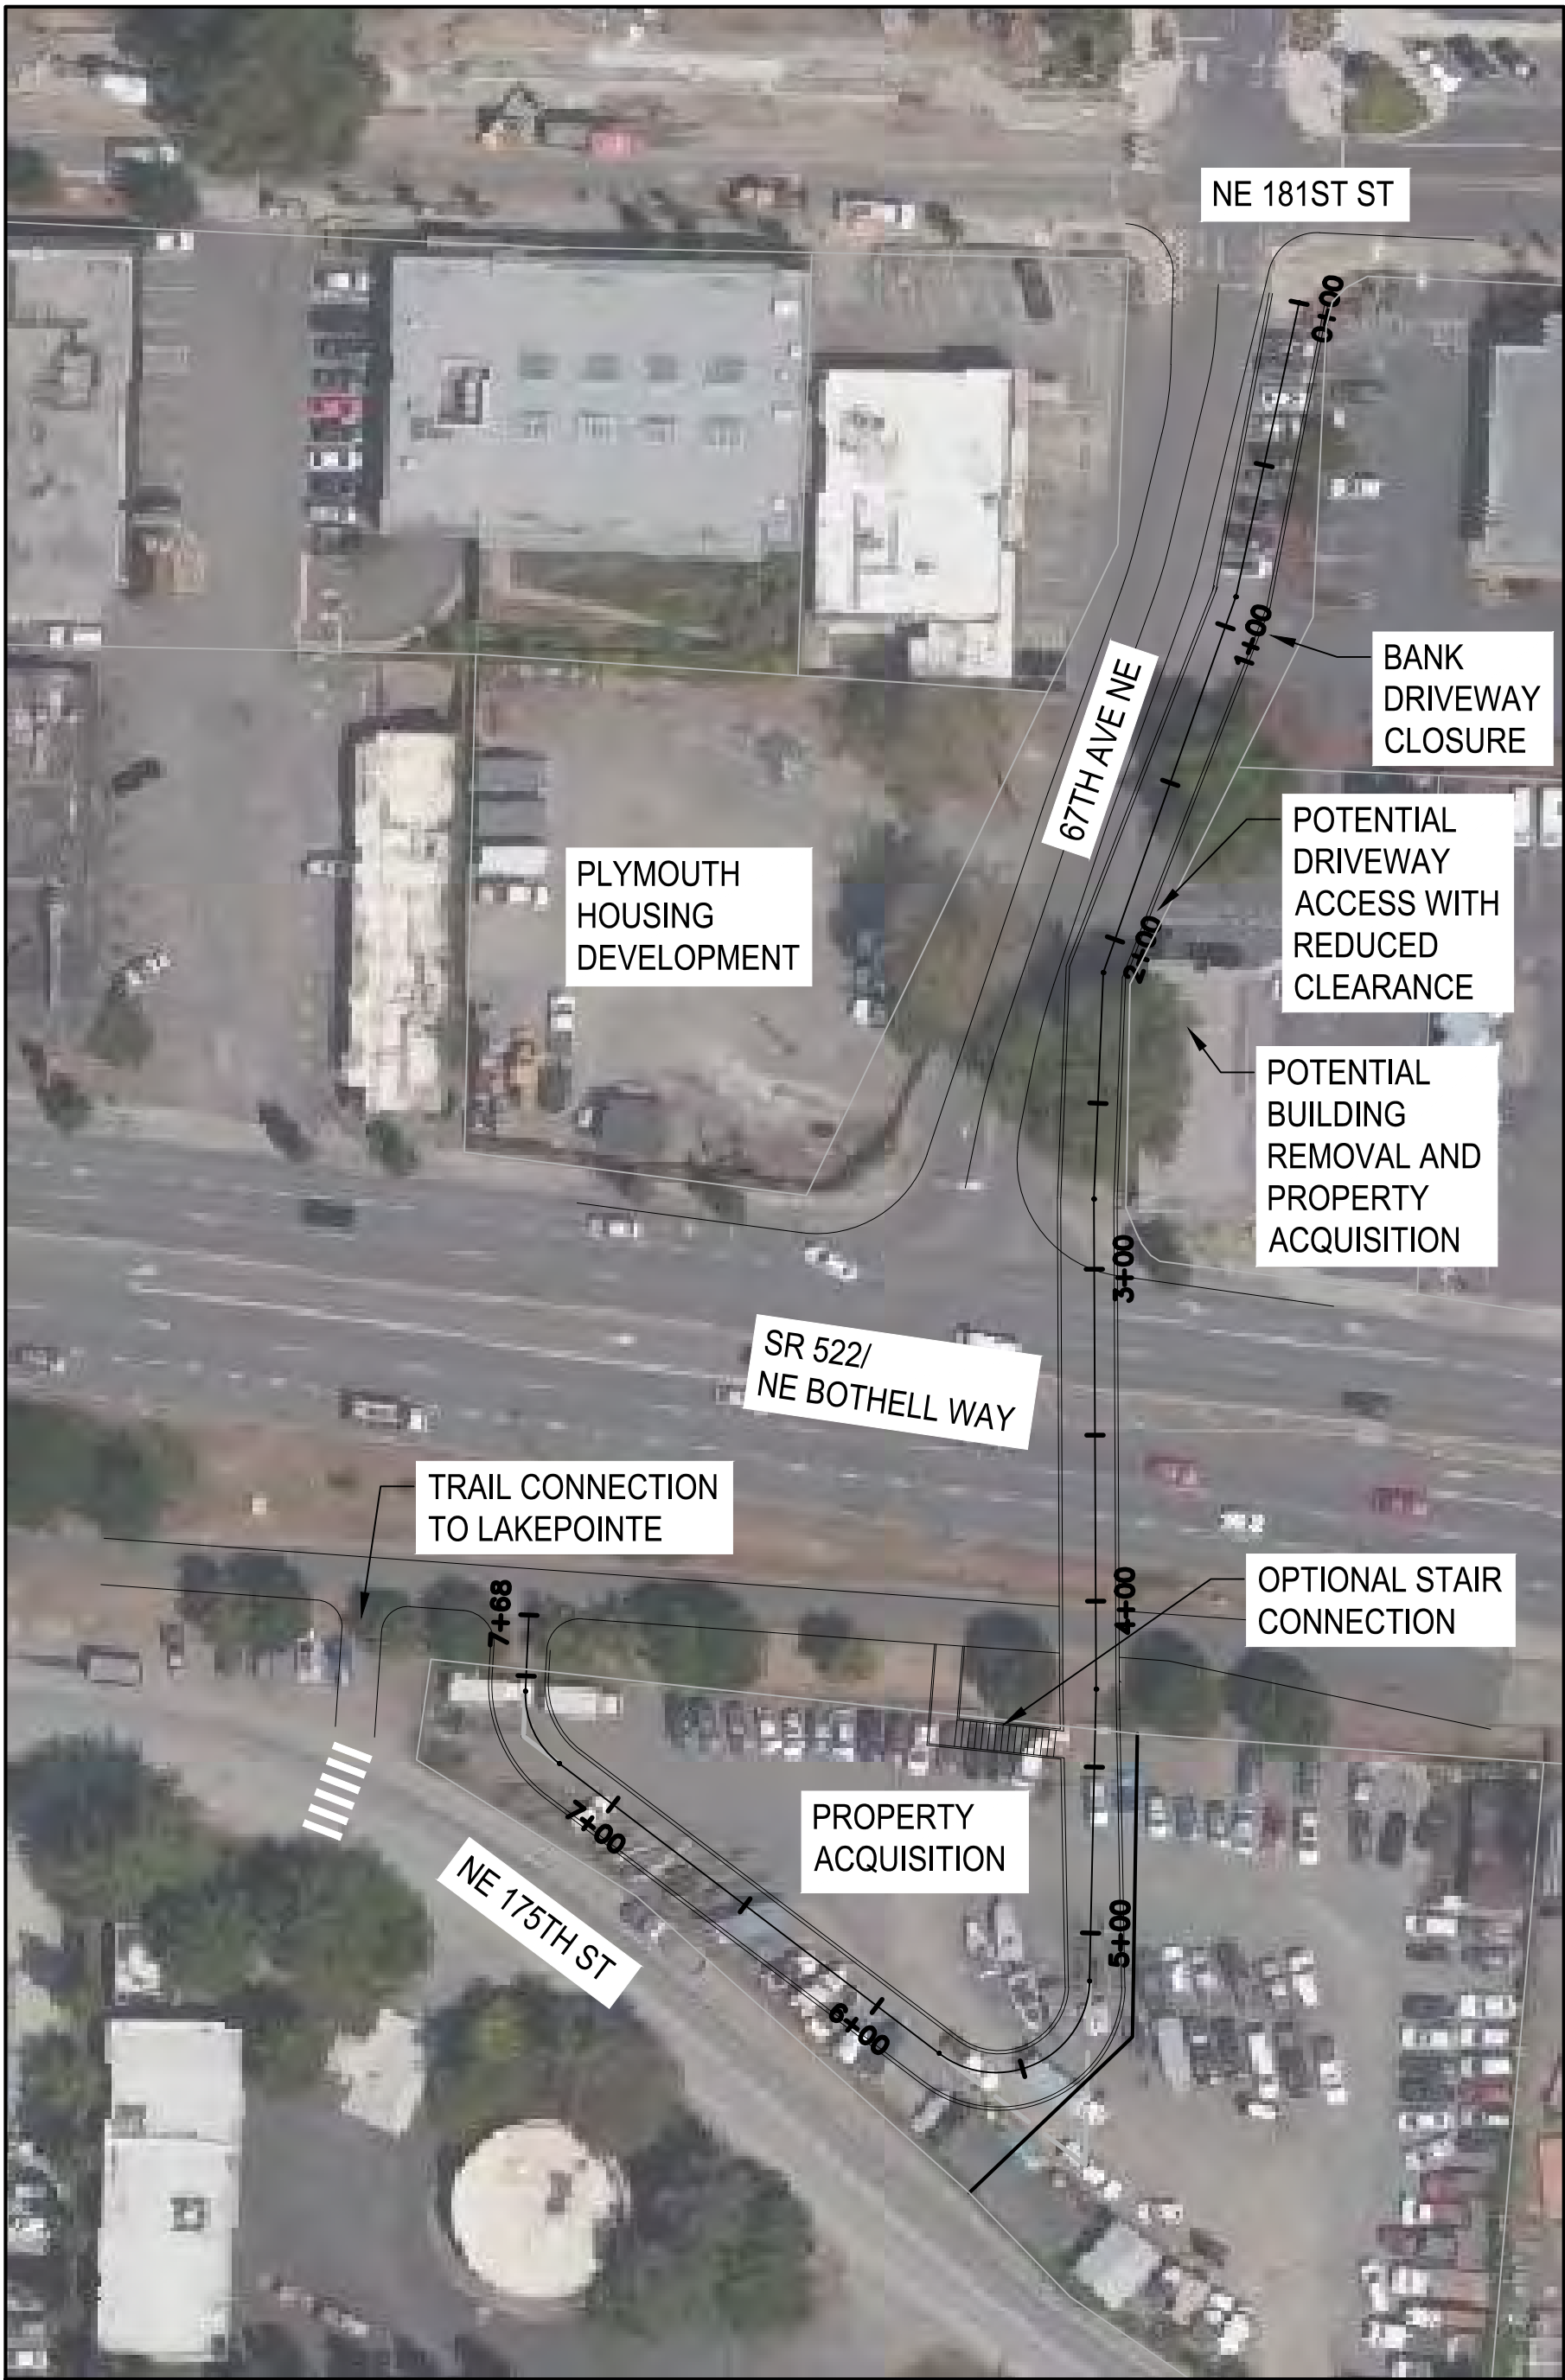 NE 181ST ST
0+00
1+00
BANK
DRIVEWAY
CLOSURE
67TH AVE NE
POTENTIAL
DRIVEWAY
ACCESS WITH
REDUCED
CLEARANCE
PLYMOUTH
HOUSING
DEVELOPMENT
2+00
POTENTIAL
BUILDING
REMOVAL AND
PROPERTY
ACQUISITION
3+00
SR 522/
NE BOTHELL WAY
TRAIL CONNECTION
TO LAKEPOINTE
7+68
4+00
OPTIONAL STAIR
CONNECTION
PROPERTY
ACQUISITION
7+00
NE 175TH ST
5+00
6+00